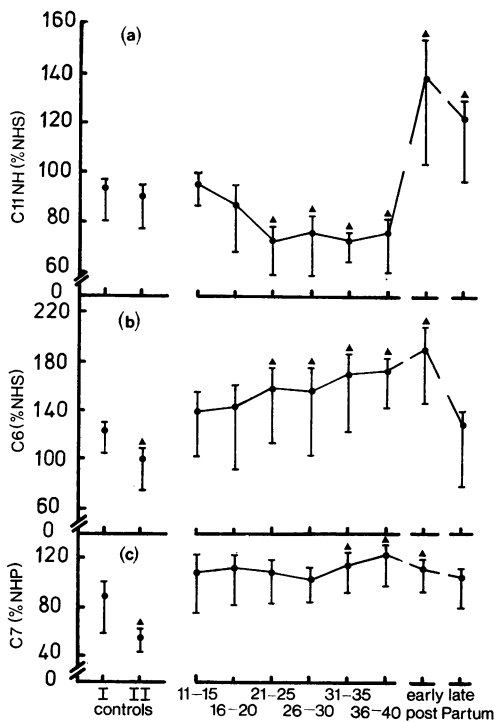 160
(a)
140
120
100
80
60
0
C11 NH (%NHS)
220
(b)
180
140
100
60
0
C6 (%NHS)
120
(c)
80
40
0
C7 (%NHP)
I II
controls
11-15 21-25 31-35 early late
16-20 26-30 36-40 post Partum